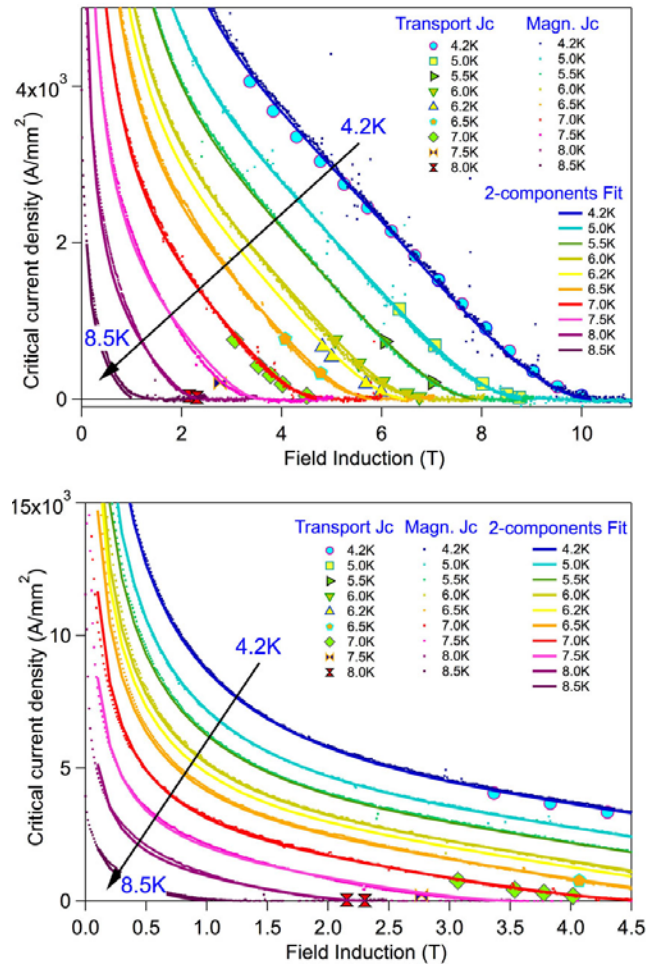 Transport Jc Magn. Jc
4.2K 4.2K
5.0K 5.0K
5.5K 5.5K
6.0K 6.0K
6.2K 6.5K
6.5K 7.0K
7.0K 7.5K
7.5K 8.0K
8.0K 8.5K
2-components Fit
4.2K
5.0K
5.5K
6.0K
6.2K
6.5K
7.0K
7.5K
8.0K
8.5K
4.2K
8.5K
4x10³
2
0
Critical current density (A/mm²)
0 2 4 6 8 10
Field Induction (T)
15x10³
10
5
0
Critical current density (A/mm²)
Transport Jc Magn. Jc 2-components Fit
4.2K 4.2K 4.2K
5.0K 5.0K 5.0K
5.5K 5.5K 5.5K
6.0K 6.0K 6.0K
6.2K 6.5K 6.2K
6.5K 7.0K 6.5K
7.0K 7.5K 7.0K
7.5K 8.0K 7.5K
8.0K 8.5K 8.0K
8.5K
4.2K
8.5K
0.0 0.5 1.0 1.5 2.0 2.5 3.0 3.5 4.0 4.5
Field Induction (T)